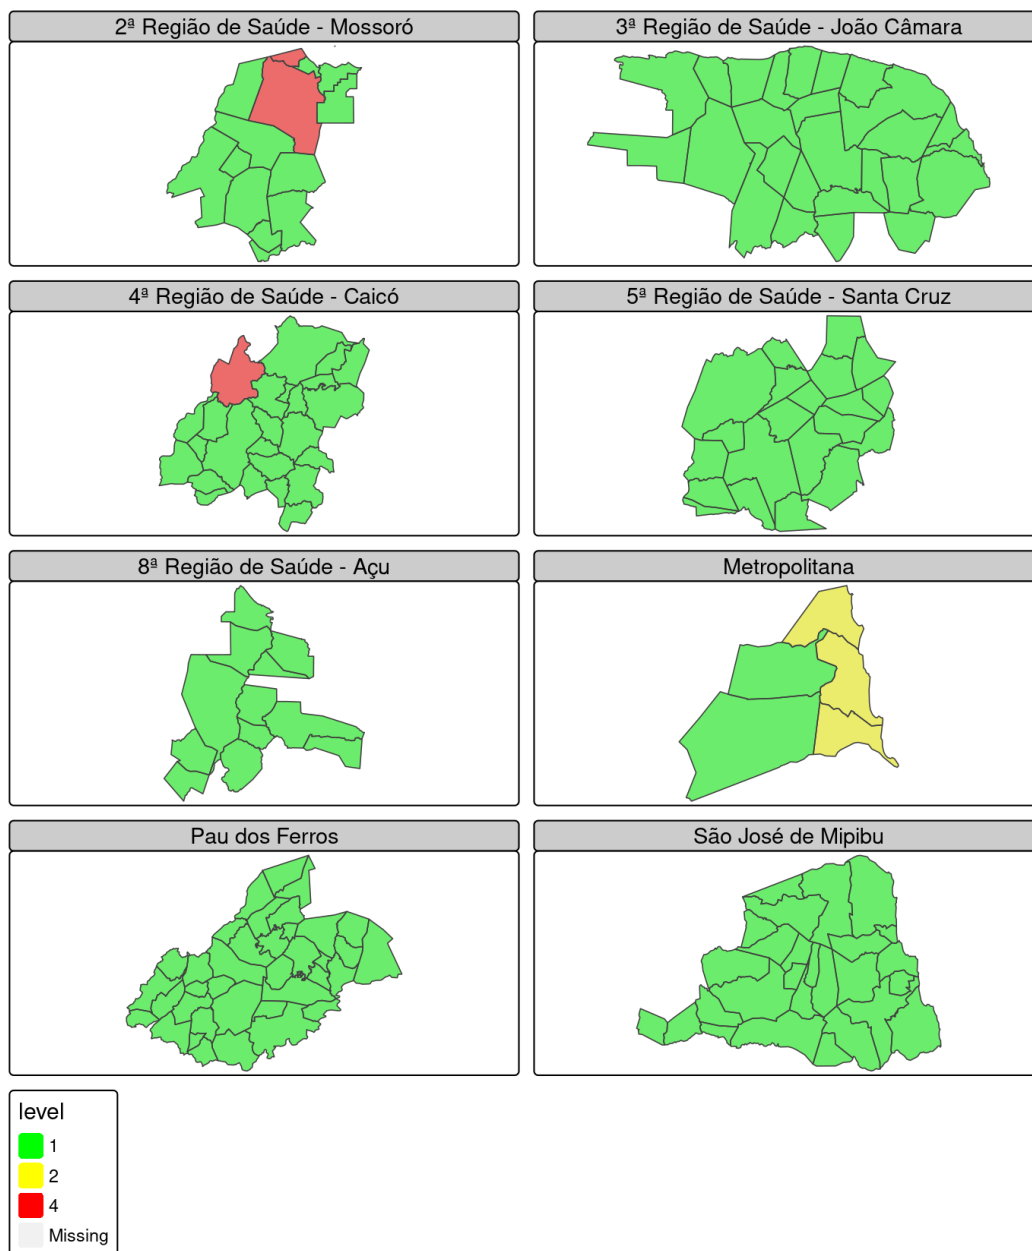 2ª Região de Saúde - Mossoró
3ª Região de Saúde - João Câmara
4ª Região de Saúde - Caicó
5ª Região de Saúde - Santa Cruz
8ª Região de Saúde - Açu
Metropolitana
Pau dos Ferros
São José de Mipibu
level
1
2
4
Missing